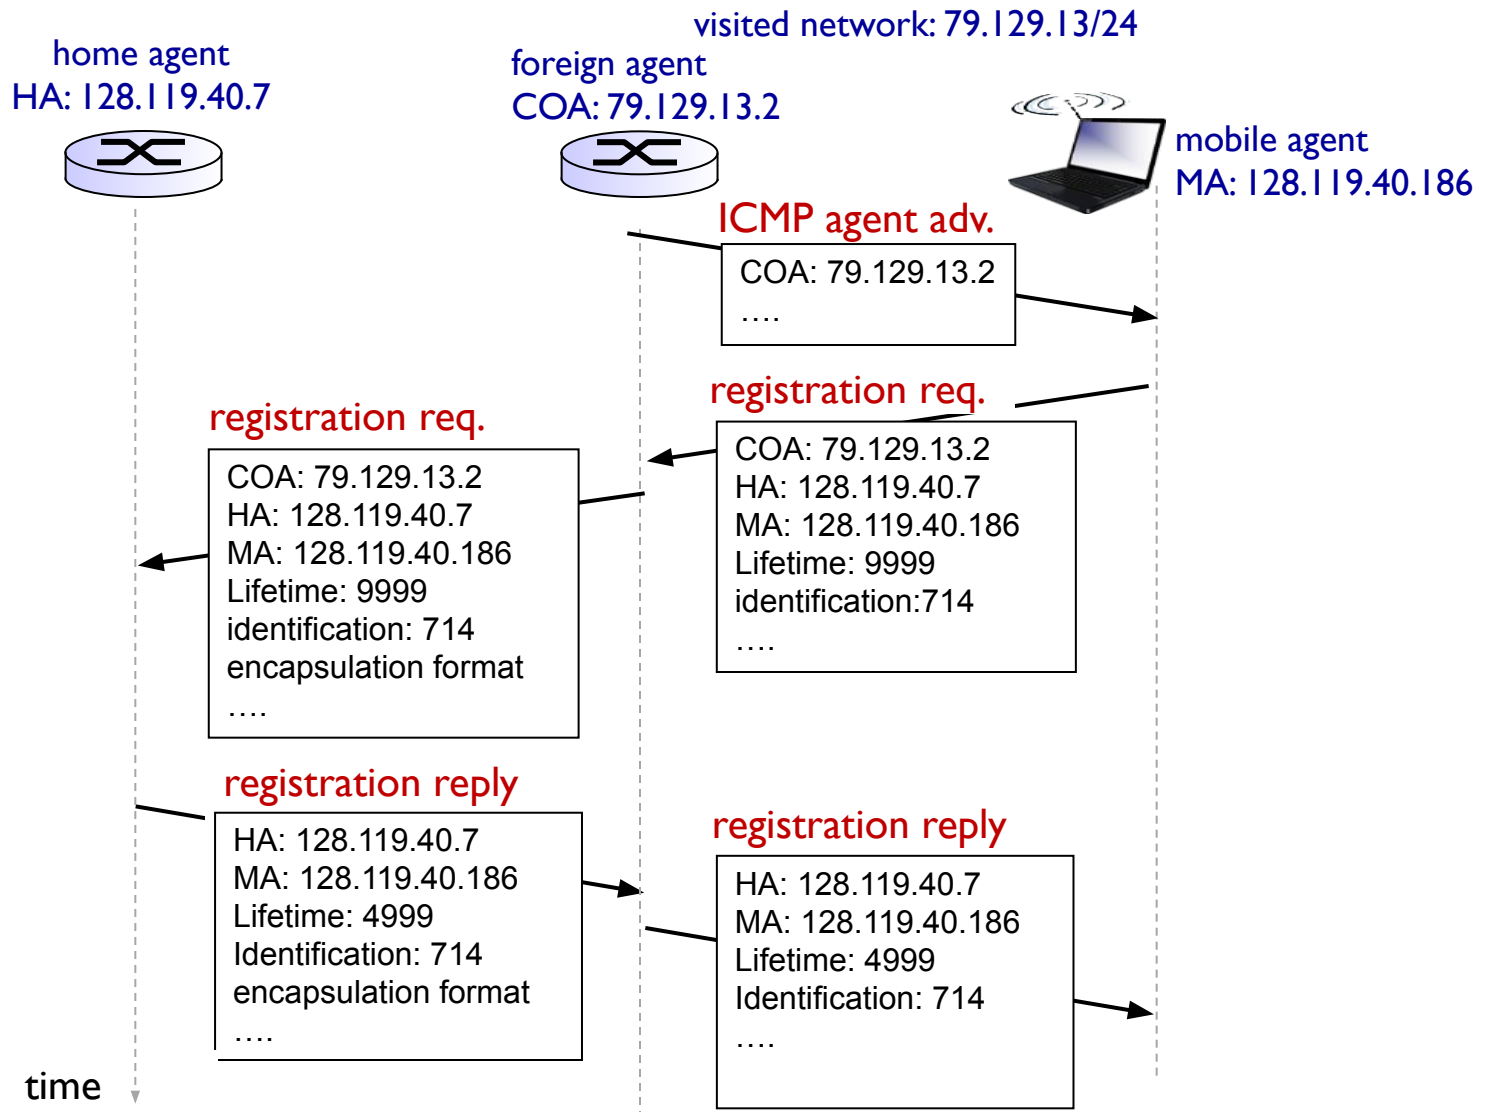 visited network: 79.129.13/24
home agent
HA: 128.119.40.7
foreign agent
COA: 79.129.13.2
mobile agent
MA: 128.119.40.186
ICMP agent adv.
COA: 79.129.13.2
….
registration req.
COA: 79.129.13.2
HA: 128.119.40.7
MA: 128.119.40.186
Lifetime: 9999
identification:714
….
registration req.
COA: 79.129.13.2
HA: 128.119.40.7
MA: 128.119.40.186
Lifetime: 9999
identification: 714
encapsulation format
….
registration reply
HA: 128.119.40.7
MA: 128.119.40.186
Lifetime: 4999
Identification: 714
encapsulation format
….
registration reply
HA: 128.119.40.7
MA: 128.119.40.186
Lifetime: 4999
Identification: 714
….
time